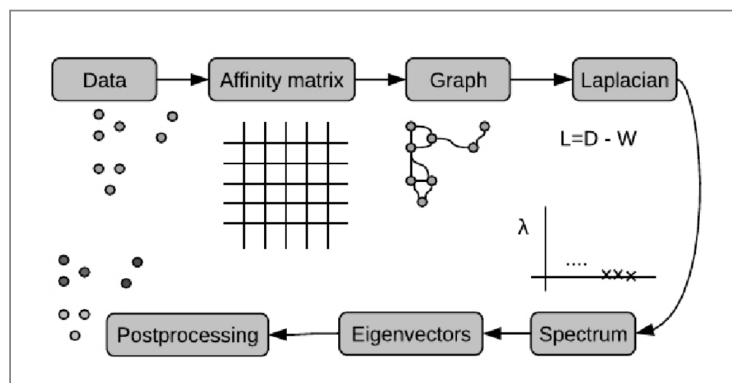 Data
Affinity matrix
Graph
Laplacian
L=D - W
λ
Postprocessing
Eigenvectors
Spectrum